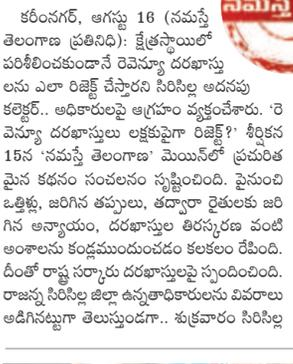 నమస్తే
కరీంనగర్, ఆగస్టు 16 (నమస్తే
తెలంగాణ ప్రతినిధి): క్షేత్రస్థాయిలో
పరిశీలించకుండానే రెవెన్యూ దరఖాస్తు
లను ఎలా రిజెక్ట్ చేస్తారని సిరిసిల్ల అదనపు
కలెక్టర్.. అధికారులపై ఆగ్రహం వ్యక్తంచేశారు. ‘రె
వెన్యూ దరఖాస్తులు లక్షకుపైగా రిజెక్ట్?’ శీర్షికన
15న ‘నమస్తే తెలంగాణ’ మెయిన్‌లో ప్రచురిత
మైన కథనం సంచలనం సృష్టించింది. పైనుంచి
ఒత్తిళ్లు, జరిగిన తప్పులు, తద్వారా రైతులకు జరి
గిన అన్యాయం, దరఖాస్తుల తిరస్కరణ వంటి
అంశాలను కండ్లముందుంచడం కలకలం రేపింది.
దీంతో రాష్ట్ర సర్కారు దరఖాస్తులపై స్పందించింది.
రాజన్న సిరిసిల్ల జిల్లా ఉన్నతాధికారులను వివరాలు
అడిగినట్టుగా తెలుస్తుండగా.. శుక్రవారం సిరిసిల్ల